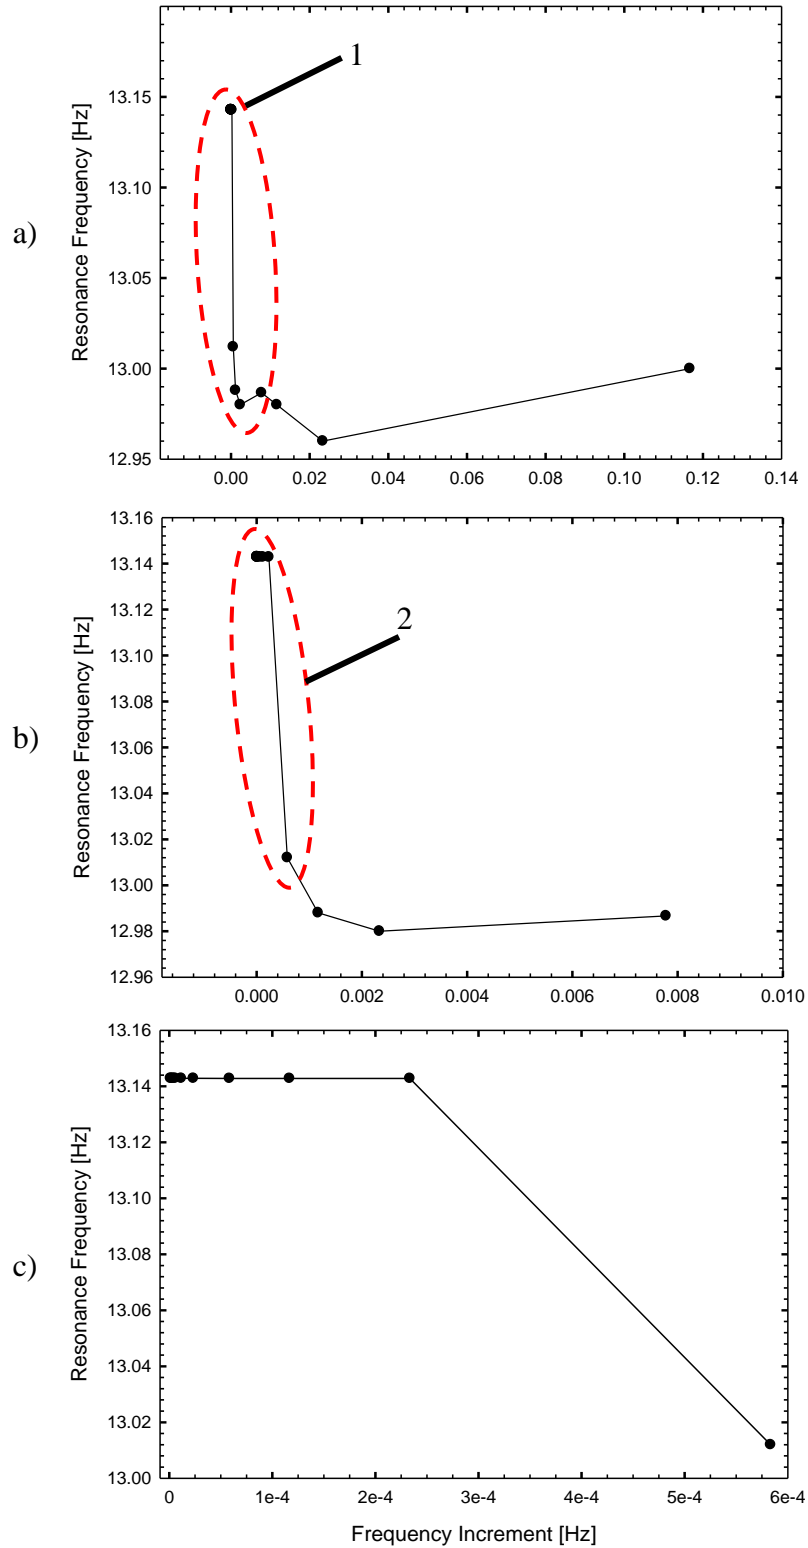 1
a)
Resonance Frequency [Hz]
13.15
13.10
13.05
13.00
12.95
0.00 0.02 0.04 0.06 0.08 0.10 0.12 0.14
2
b)
Resonance Frequency [Hz]
13.16
13.14
13.12
13.10
13.08
13.06
13.04
13.02
13.00
12.98
12.96
0.000 0.002 0.004 0.006 0.008 0.010
c)
Resonance Frequency [Hz]
13.16
13.14
13.12
13.10
13.08
13.06
13.04
13.02
13.00
0 1e-4 2e-4 3e-4 4e-4 5e-4 6e-4
Frequency Increment [Hz]